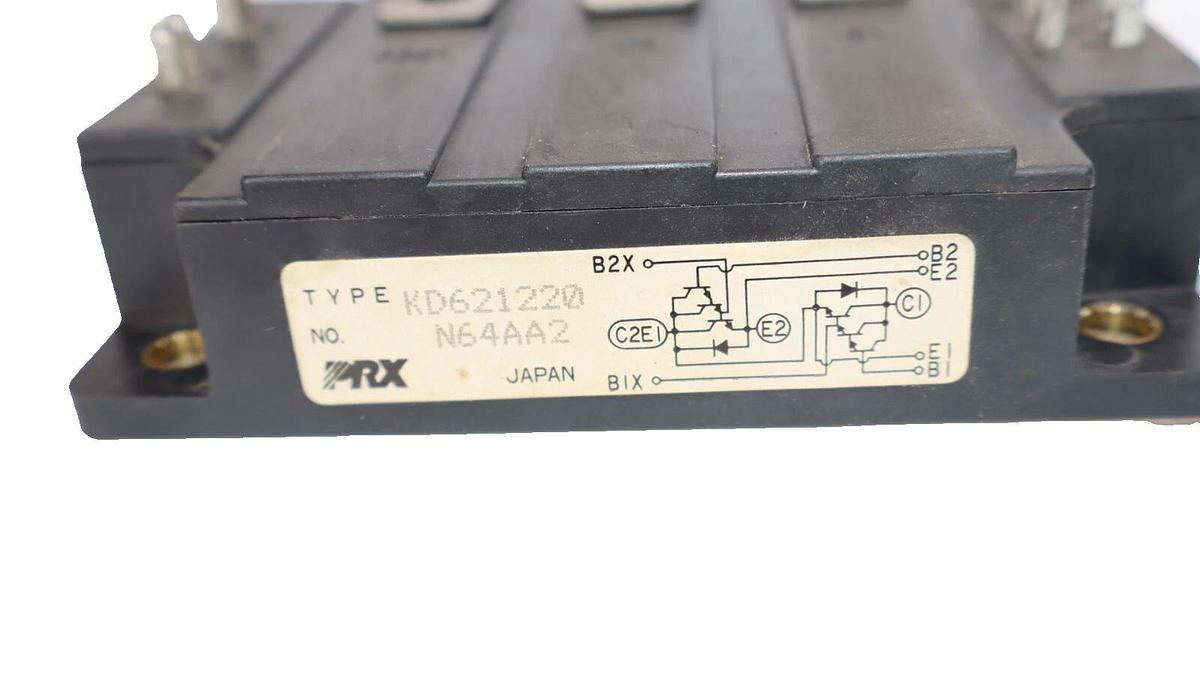 TYPE KD621220
NO. N64AA2
PRX JAPAN
B2X B2
E2
C1
C2E1 E2
E1
B1X B1